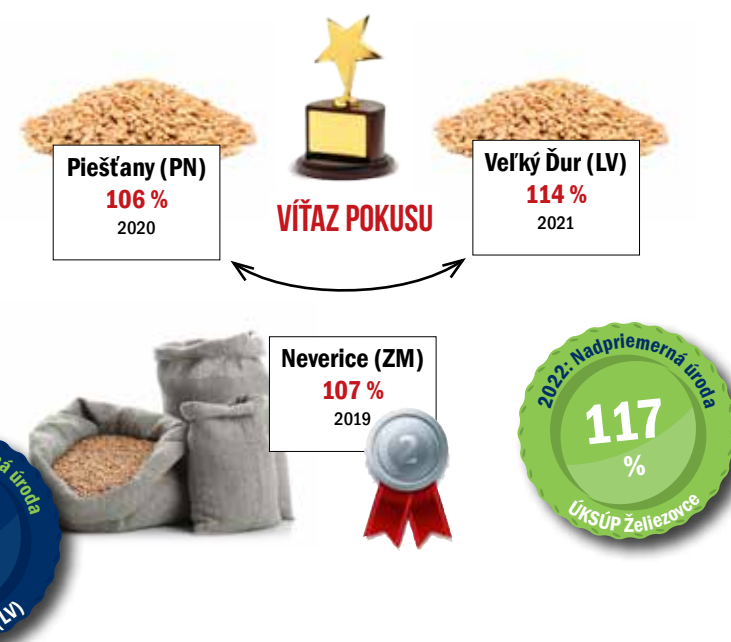 Piešťany (PN)
106 %
2020
VÍŤAZ POKUSU
Veľký Ďur (LV)
114 %
2021
Neverice (ZM)
107 %
2019
2
2022: Nadpriemerná úroda
117
%
ÚKSÚP Želiezovce
úroda
(LV)